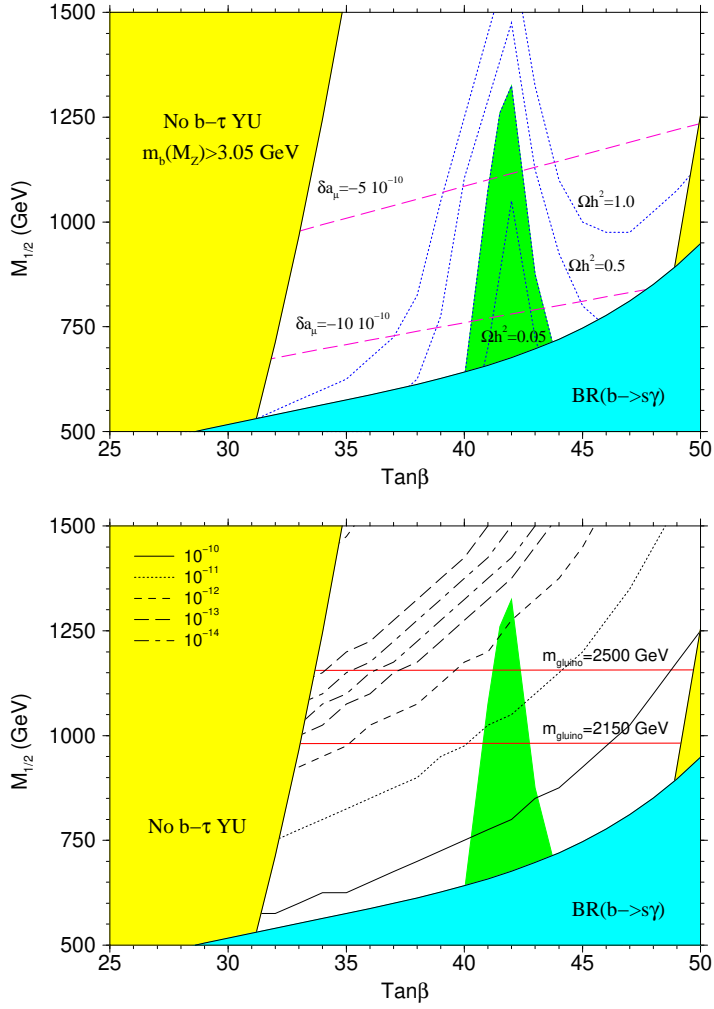 1500
1250
1000
750
500
M1/2 (GeV)
No b−τ YU
mb(MZ)>3.05 GeV
δaμ=−5 10−10
Ωh2=1.0
Ωh2=0.5
δaμ=−10 10−10
Ωh2=0.05
BR(b->sγ)
25 30 35 40 45 50
Tanβ
1500
1250
1000
750
500
M1/2 (GeV)
10−10
10−11
10−12
10−13
10−14
mgluino=2500 GeV
mgluino=2150 GeV
No b−τ YU
BR(b->sγ)
25 30 35 40 45 50
Tanβ